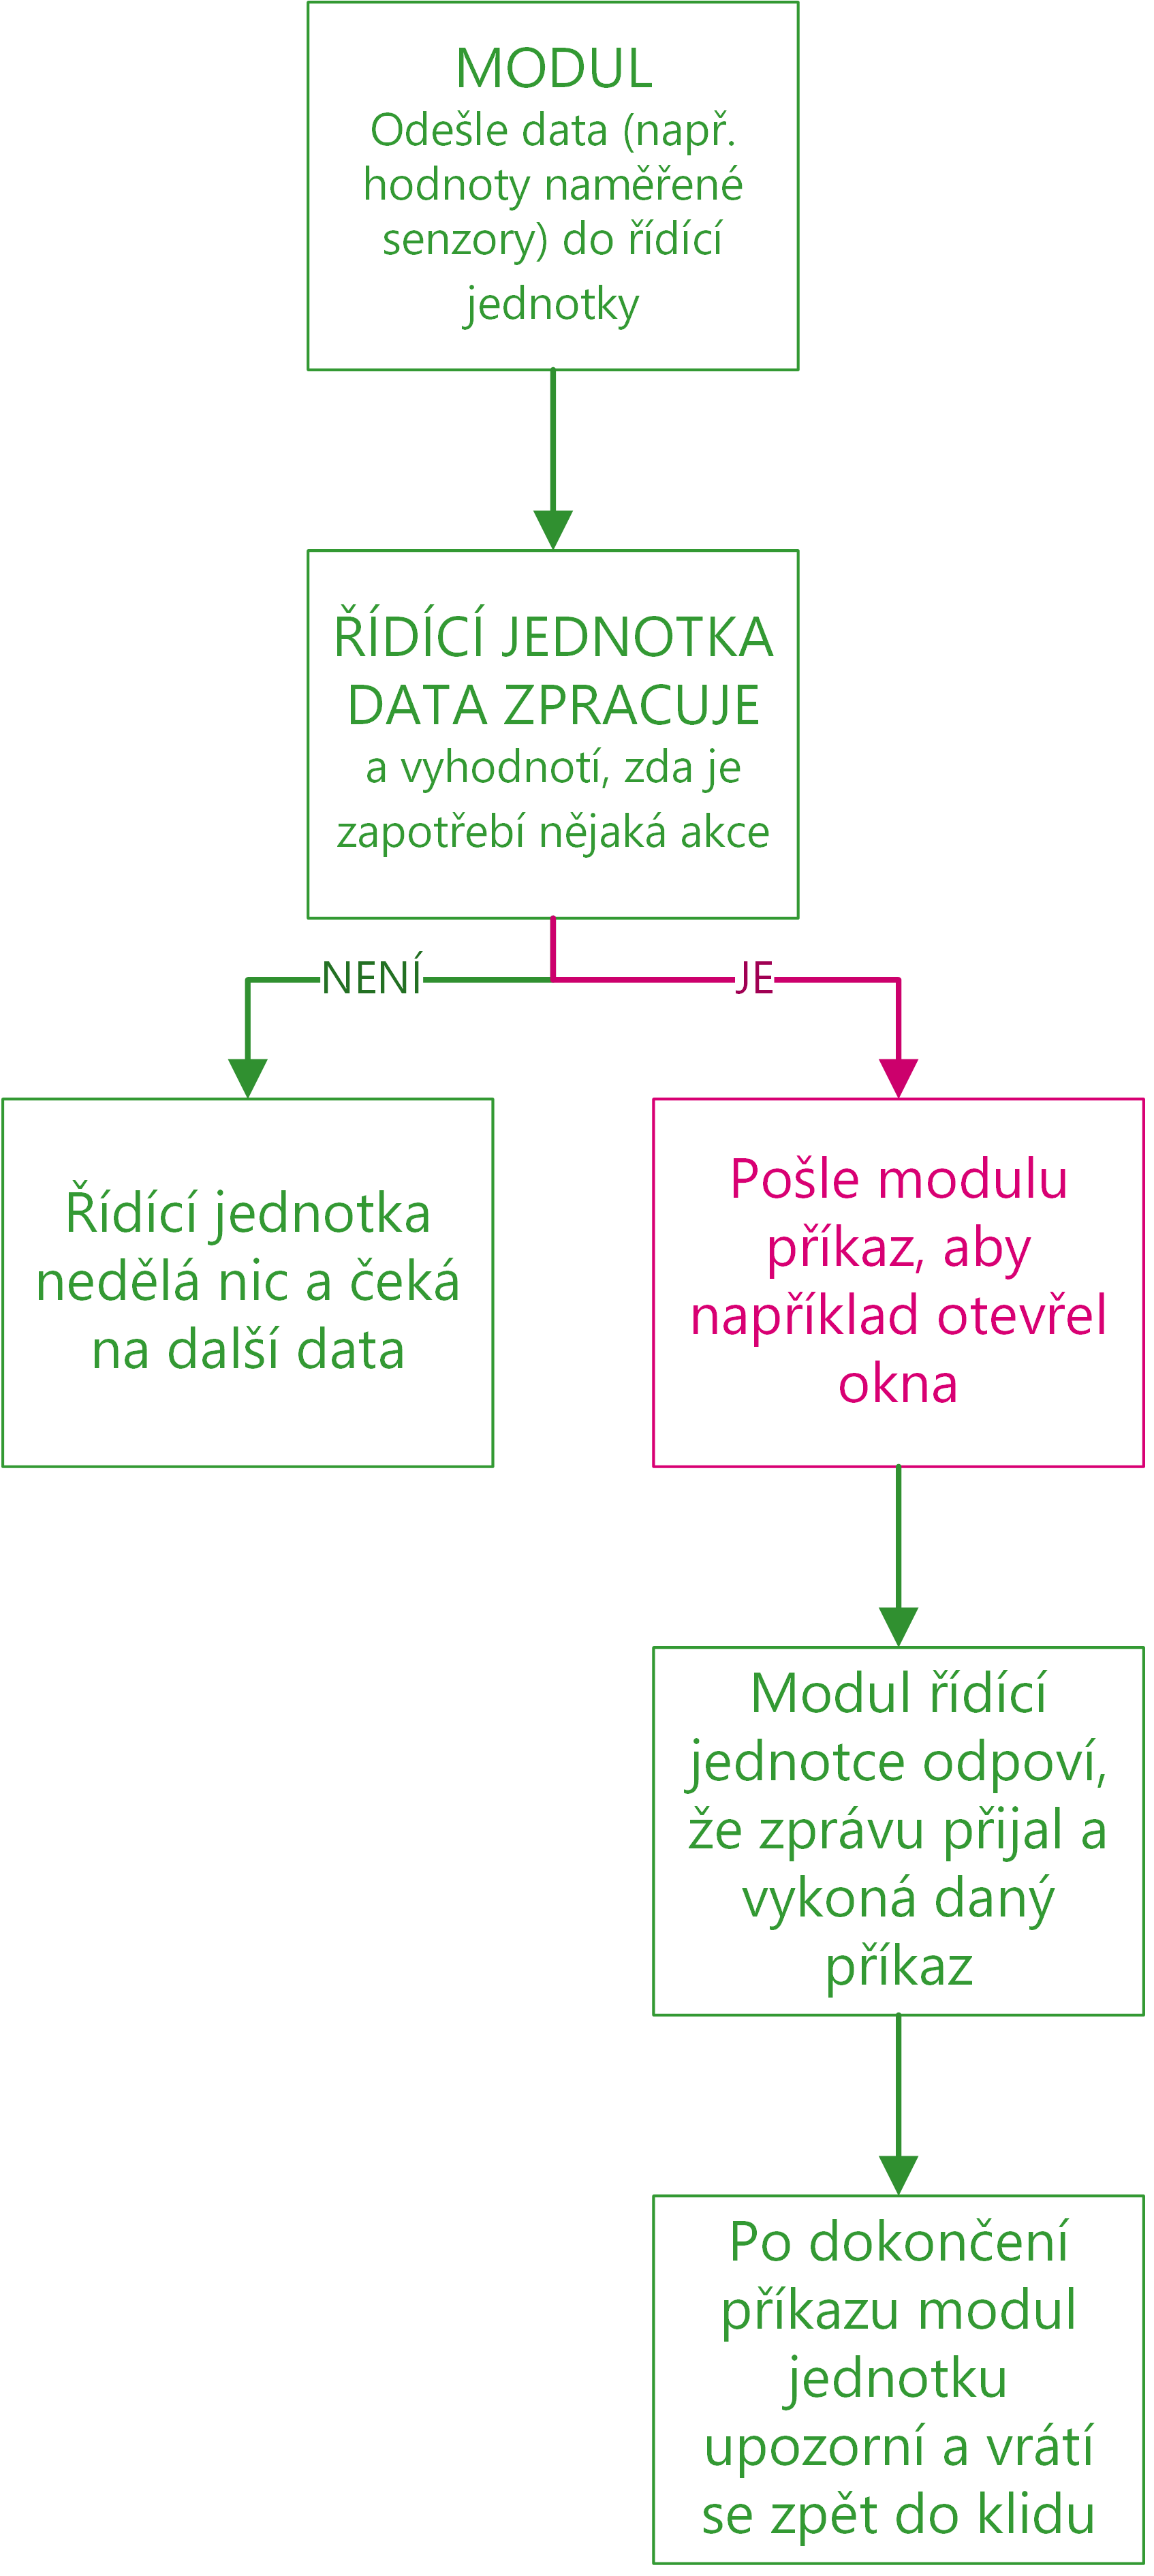 MODUL
Odešle data (např.
hodnoty naměřené
senzory) do řídící
jednotky
ŘÍDÍCÍ JEDNOTKA
DATA ZPRACUJE
a vyhodnotí, zda je
zapotřebí nějaká akce
NENÍ
JE
Řídící jednotka
nedělá nic a čeká
na další data
Pošle modulu
příkaz, aby
například otevřel
okna
Modul řídící
jednotce odpoví,
že zprávu přijal a
vykoná daný
příkaz
Po dokončení
příkazu modul
jednotku
upozorní a vrátí
se zpět do klidu